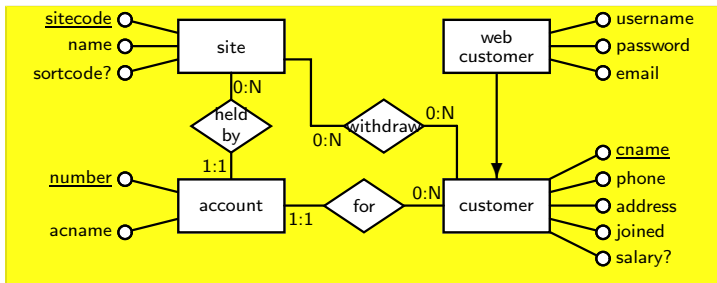 sitecode
name
sortcode?
site
web
customer
username
password
email
0:N
held
by
1:1
withdraw
0:N
0:N
number
acname
account
1:1
for
0:N
customer
cname
phone
address
joined
salary?